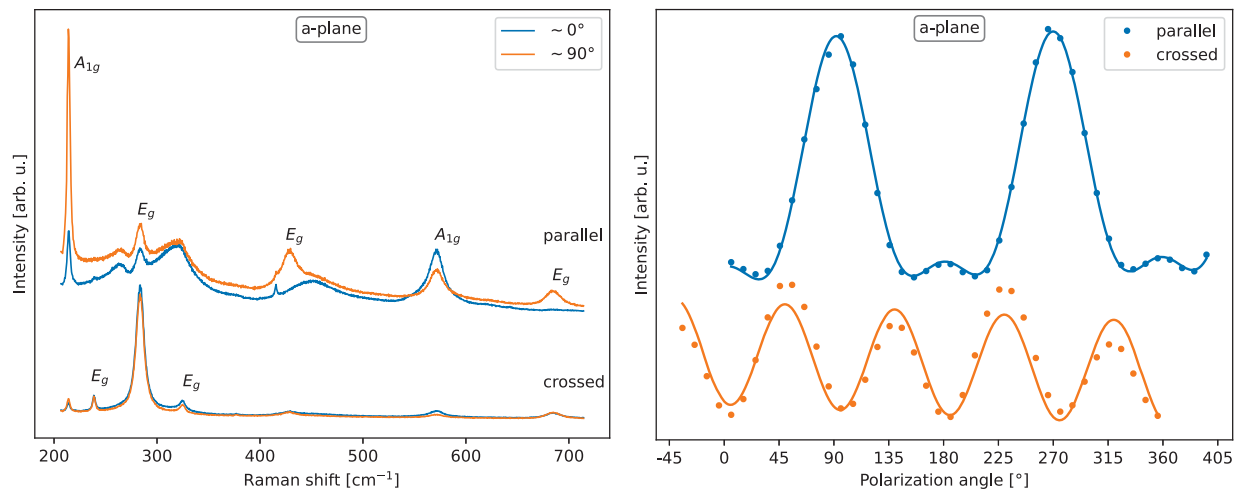 a-plane
~0°
~90°
A1g
Eg
Eg
A1g
parallel
Eg
Eg
Eg
crossed
Intensity [arb. u.]
200 300 400 500 600 700
Raman shift [cm⁻¹]
a-plane
parallel
crossed
Intensity [arb. u.]
-45 0 45 90 135 180 225 270 315 360 405
Polarization angle [°]